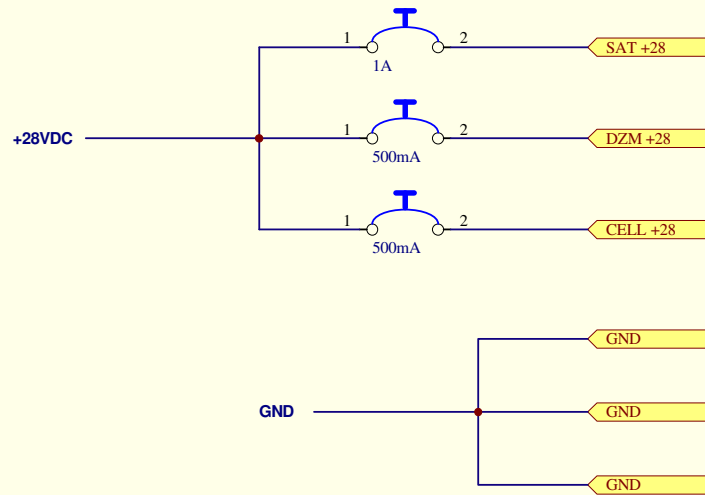 1 2 SAT +28
1A
+28VDC 1 2 DZM +28
500mA
1 2 CELL +28
500mA
GND
GND GND
GND